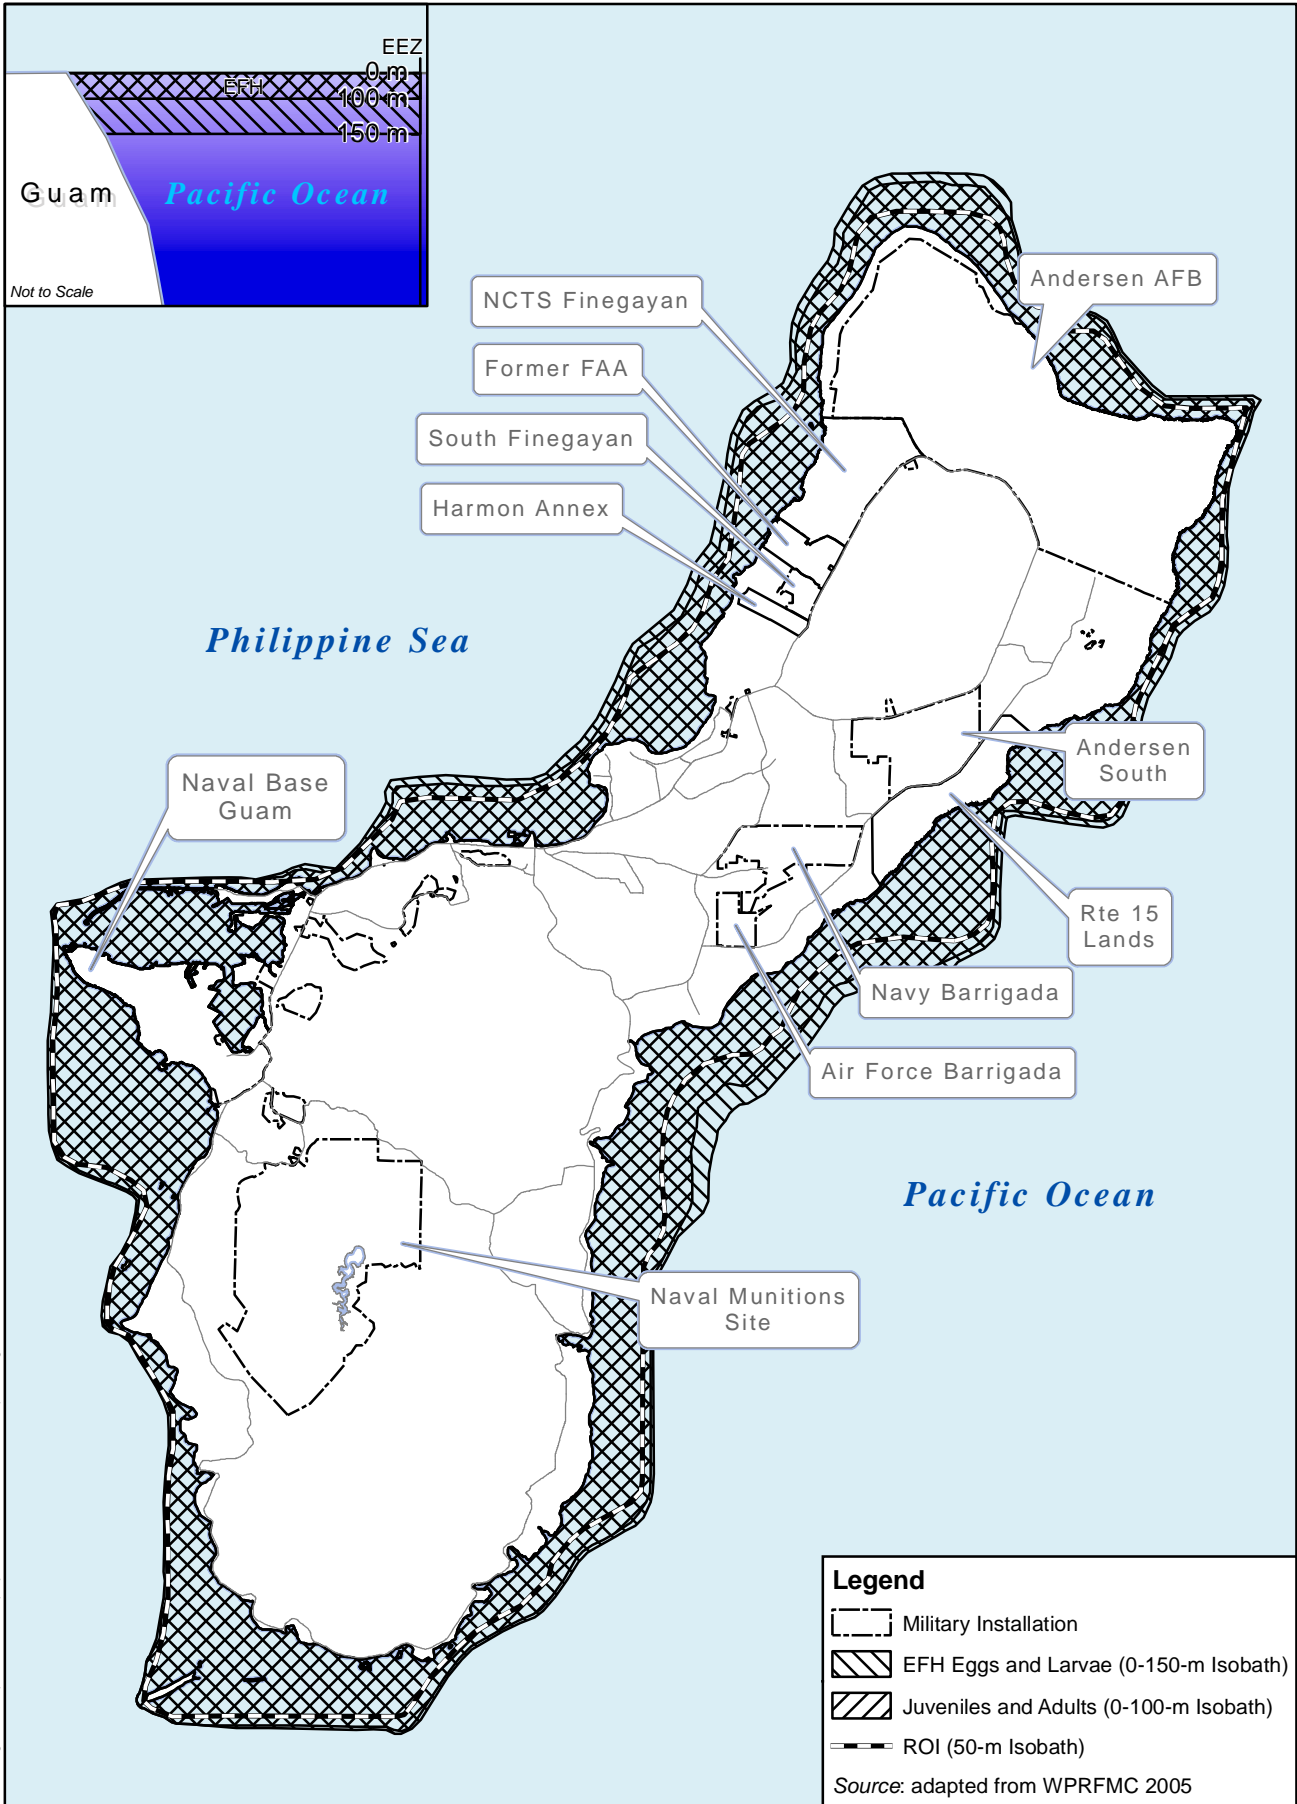 EEZ
0 m
EFH
100 m
150 m
Guam
Pacific Ocean
Not to Scale
NCTS Finegayan
Andersen AFB
Former FAA
South Finegayan
Harmon Annex
Philippine Sea
Naval Base
Guam
Andersen
South
Rte 15
Lands
Navy Barrigada
Air Force Barrigada
Pacific Ocean
Naval Munitions
Site
Legend
Military Installation
EFH Eggs and Larvae (0-150-m Isobath)
Juveniles and Adults (0-100-m Isobath)
ROI (50-m Isobath)
Source: adapted from WPRFMC 2005